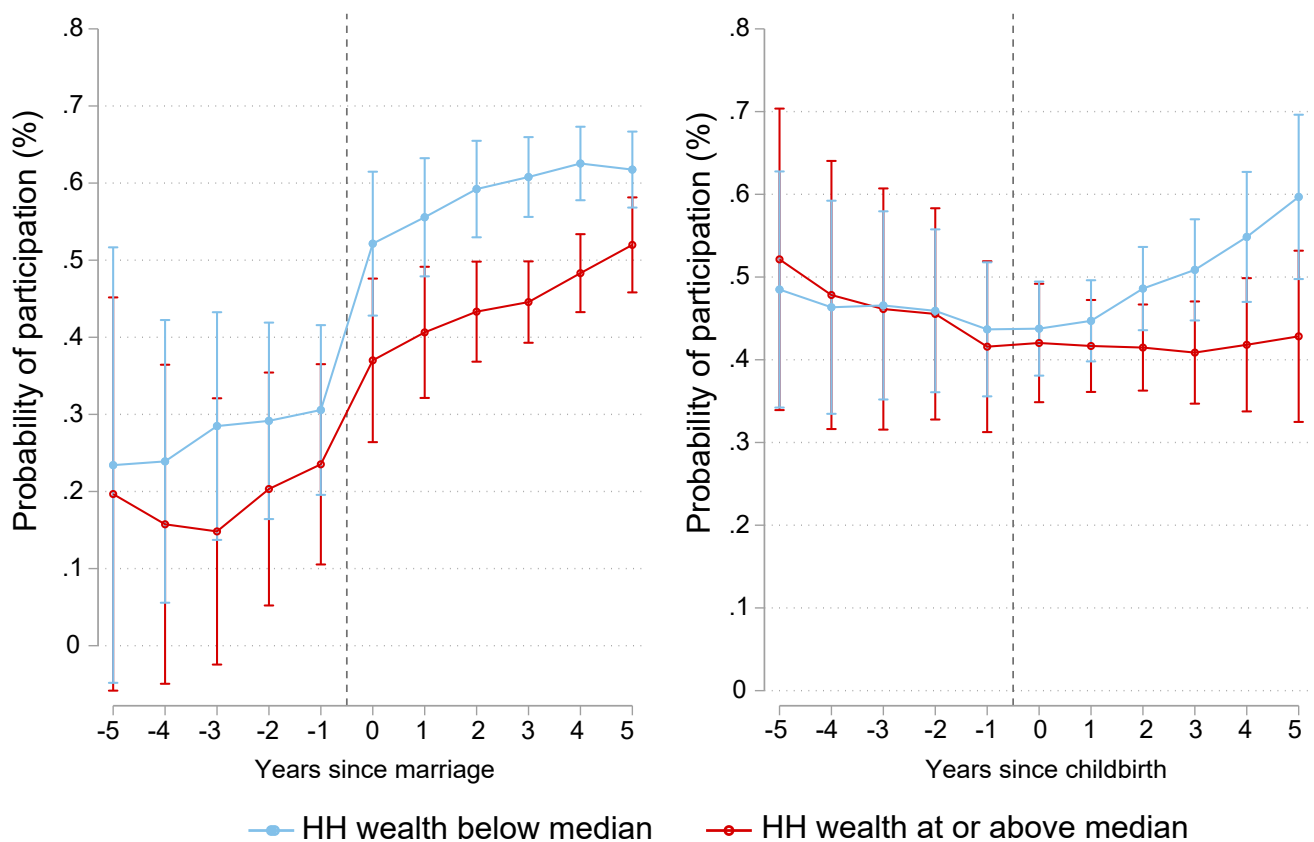 Probability of participation (%)
.8
.7
.6
.5
.4
.3
.2
.1
0
-5 -4 -3 -2 -1 0 1 2 3 4 5
Years since marriage
Probability of participation (%)
.8
.7
.6
.5
.4
.3
.2
.1
0
-5 -4 -3 -2 -1 0 1 2 3 4 5
Years since childbirth
HH wealth below median
HH wealth at or above median